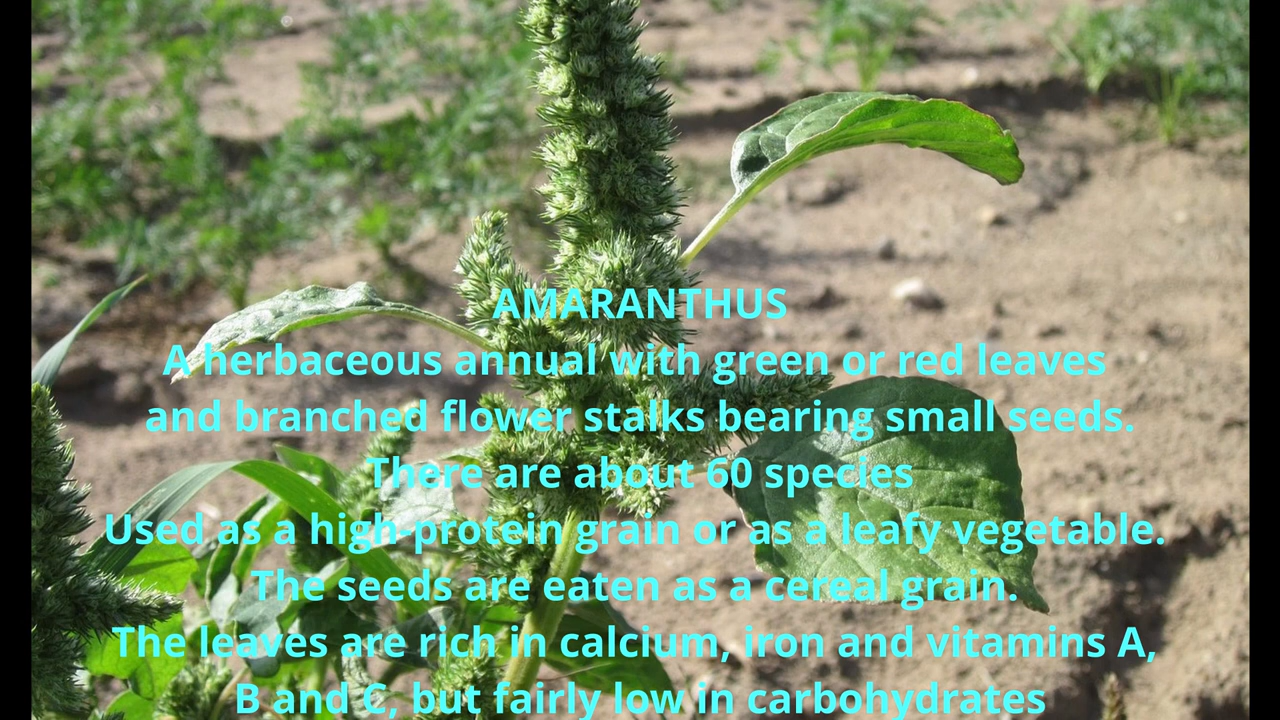 AMARANTHUS
A herbaceous annual with green or red leaves
and branched flower stalks bearing small seeds.
There are about 60 species
Used as a high-protein grain or as a leafy vegetable.
The seeds are eaten as a cereal grain.
The leaves are rich in calcium, iron and vitamins A,
B and C, but fairly low in carbohydrates